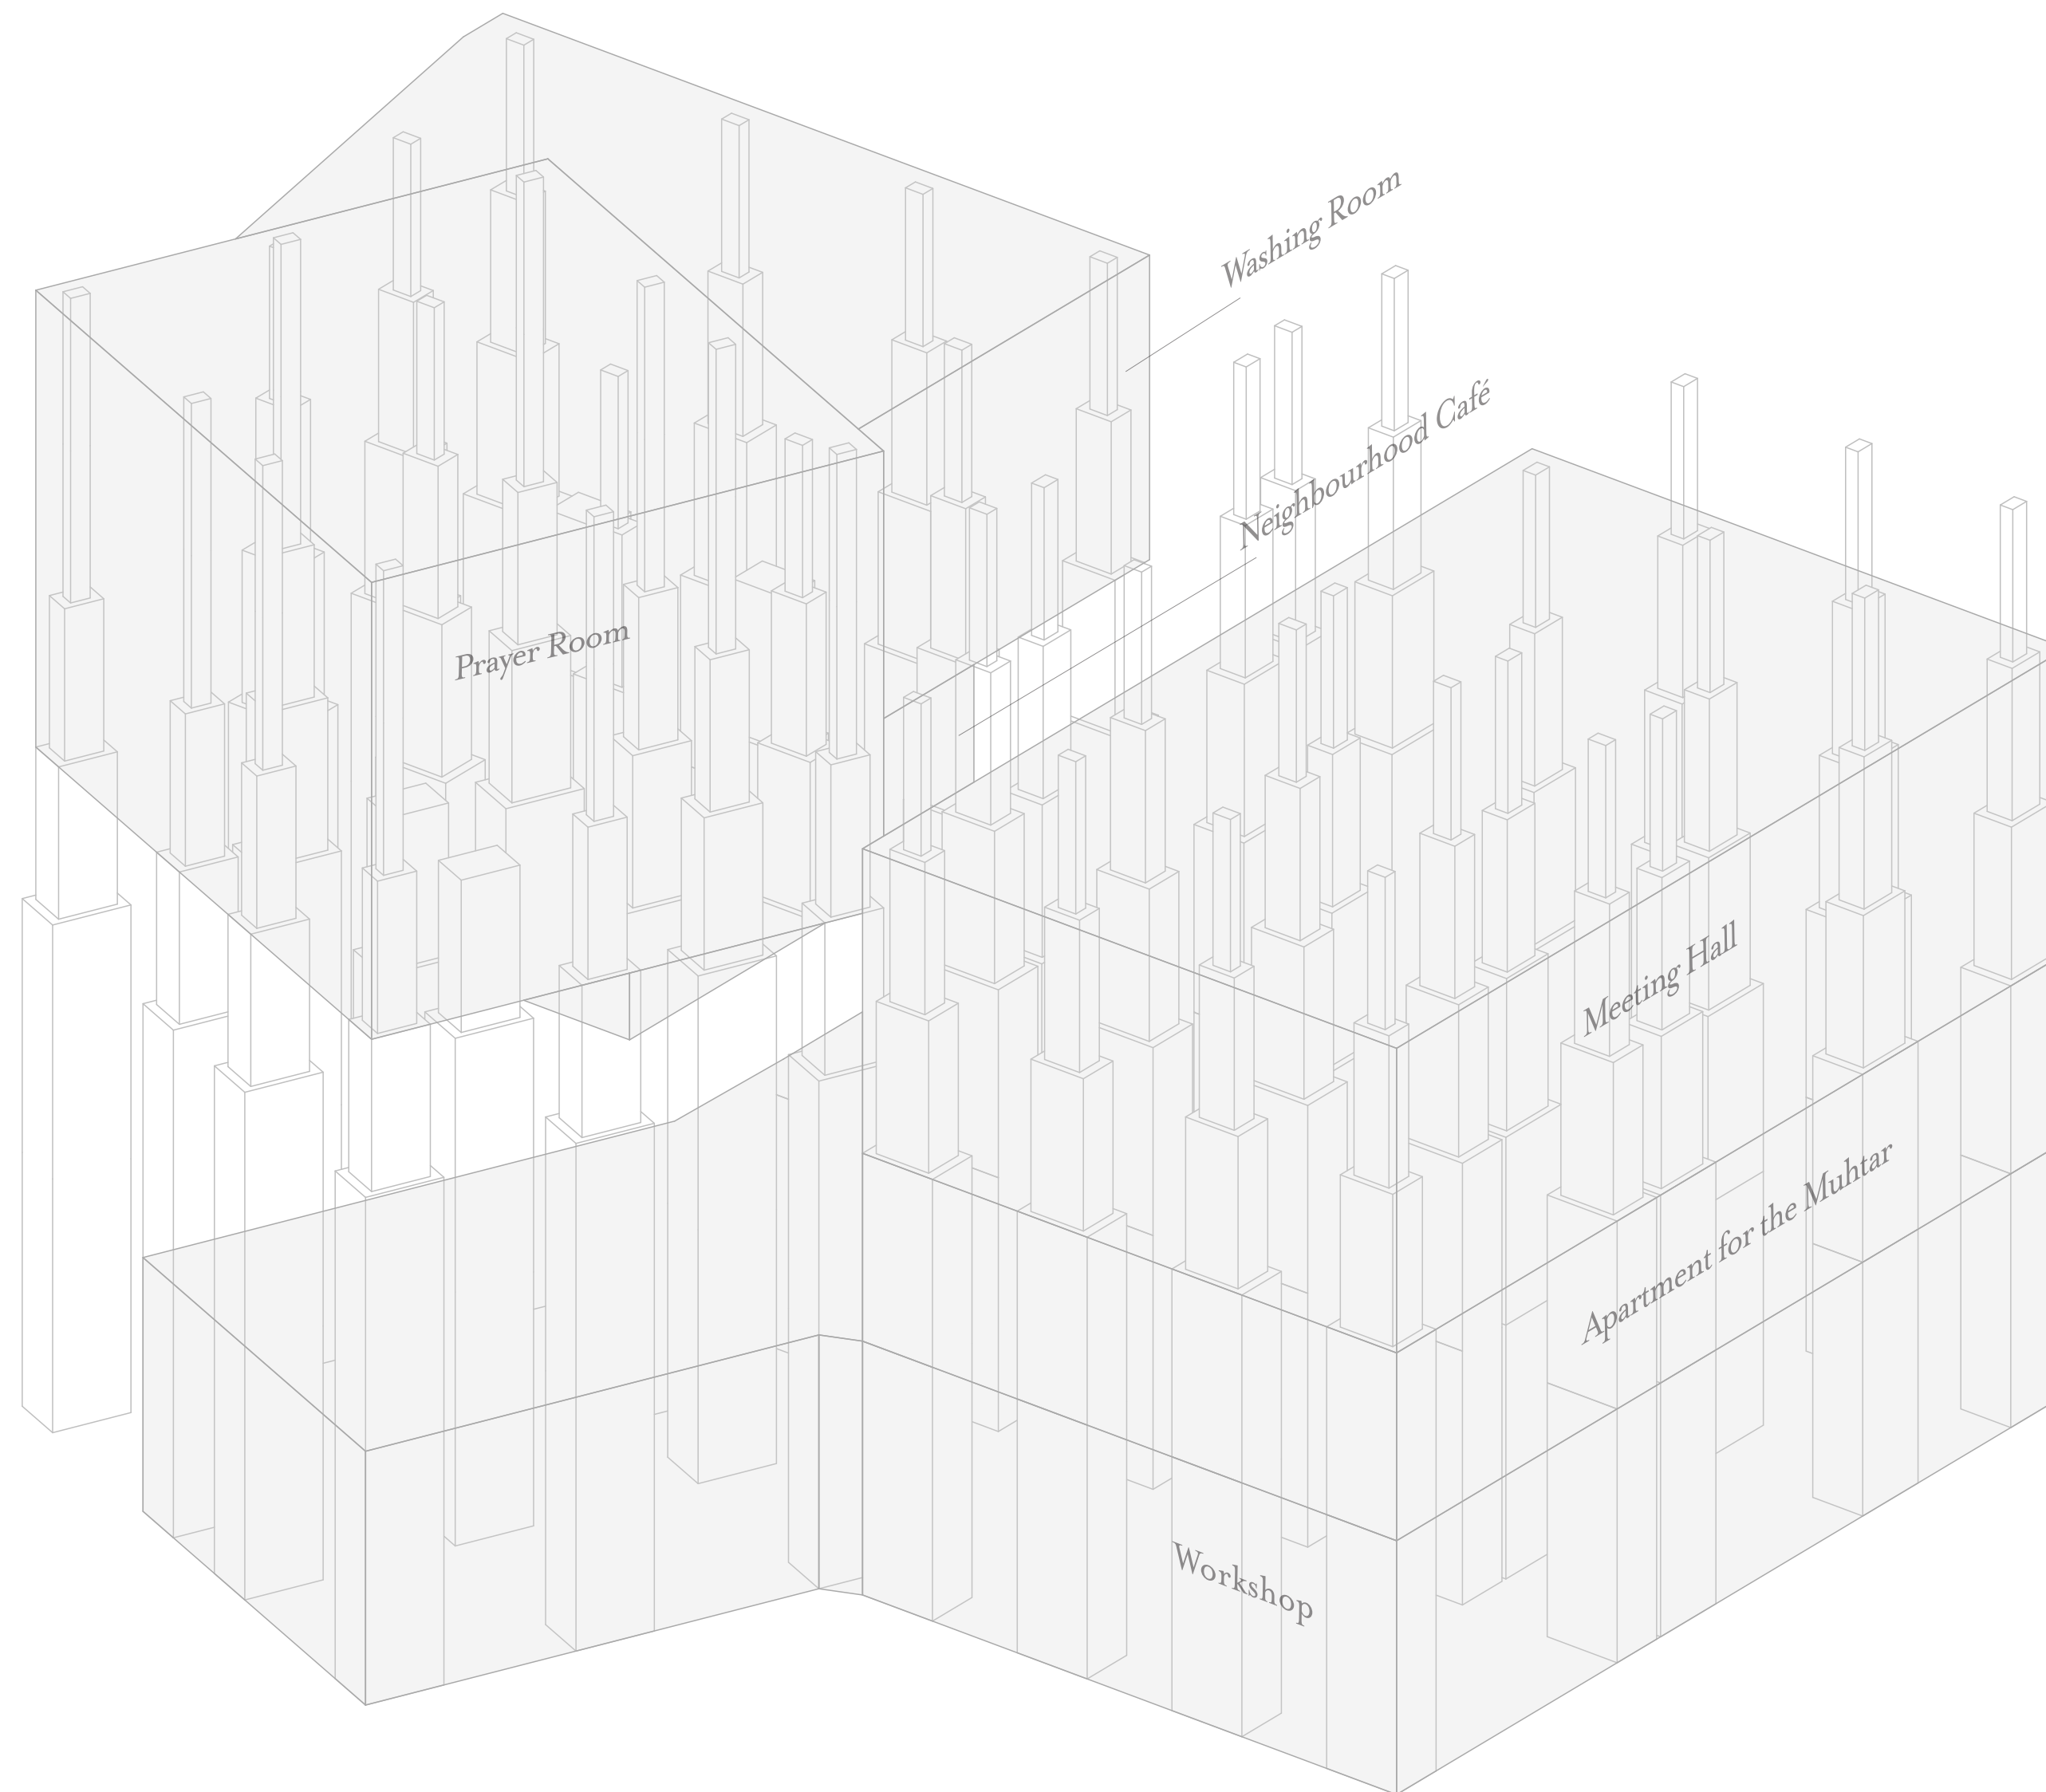 Washing Room
Neighbourhood Café
Prayer Room
Meeting Hall
Apartment for the Muhtar
Workshop